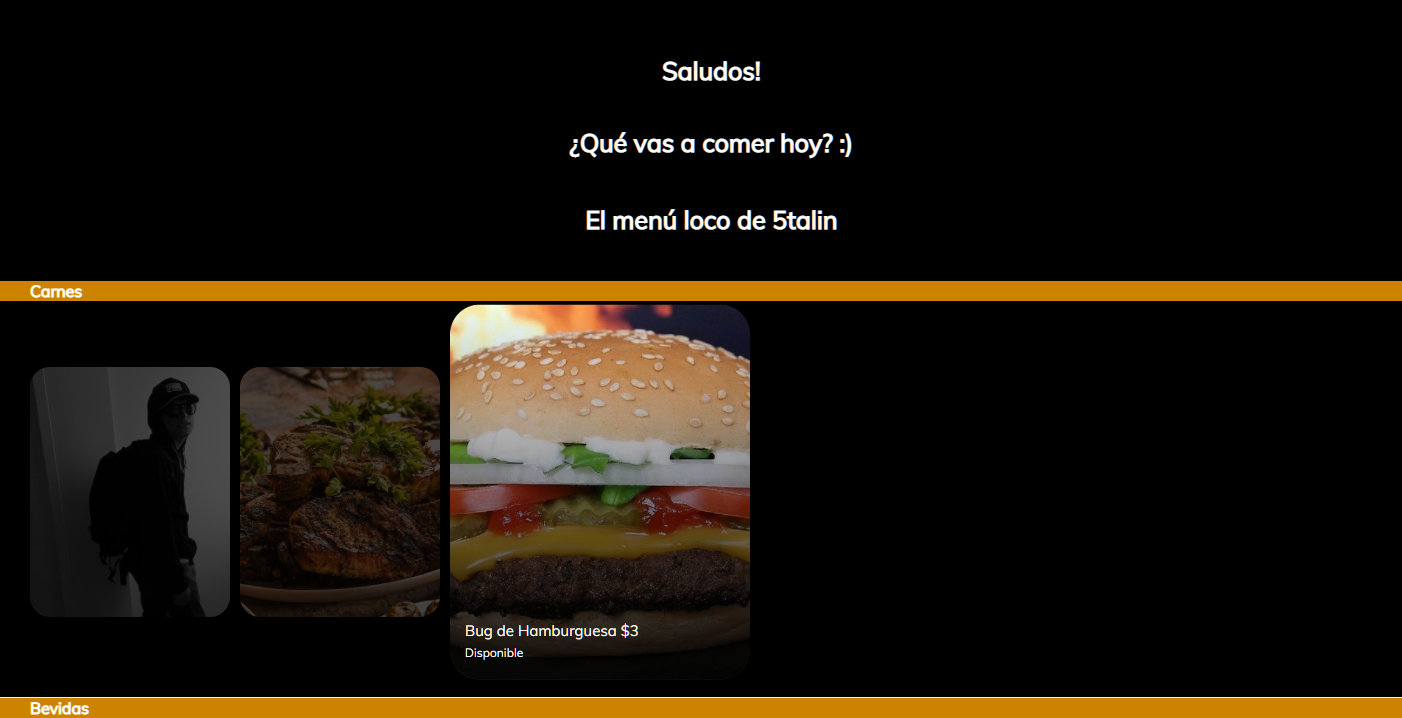 Saludos!
¿Qué vas a comer hoy? :)
El menú loco de 5talin
Carnes
Bug de Hamburguesa $3
Disponible
Bevidas